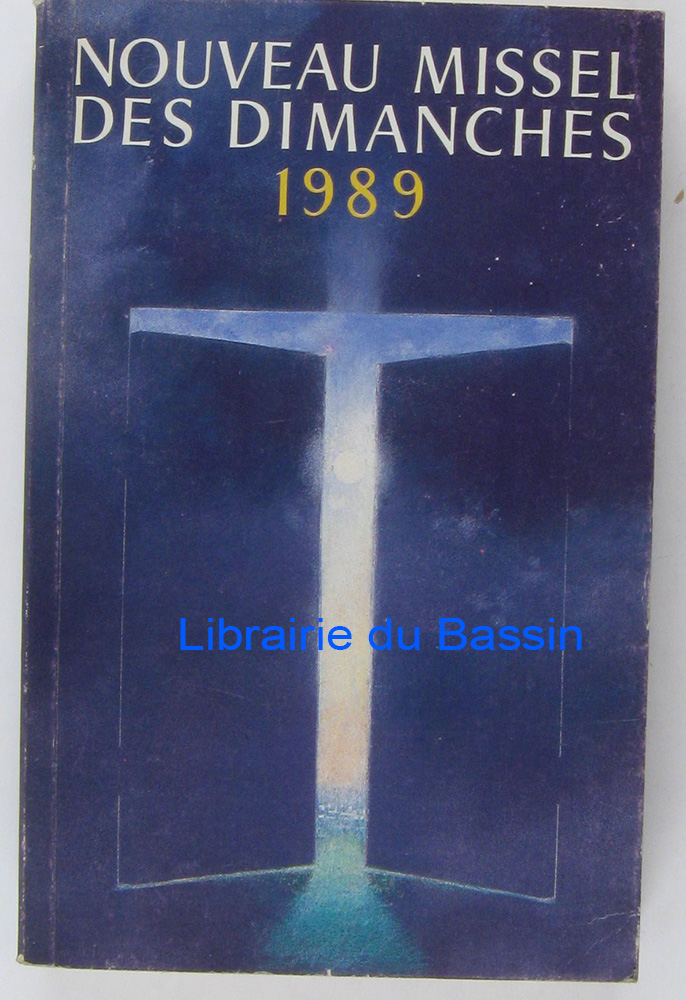 NOUVEAU MISSEL
DES DIMANCHES
1989
Librairie du Bassin